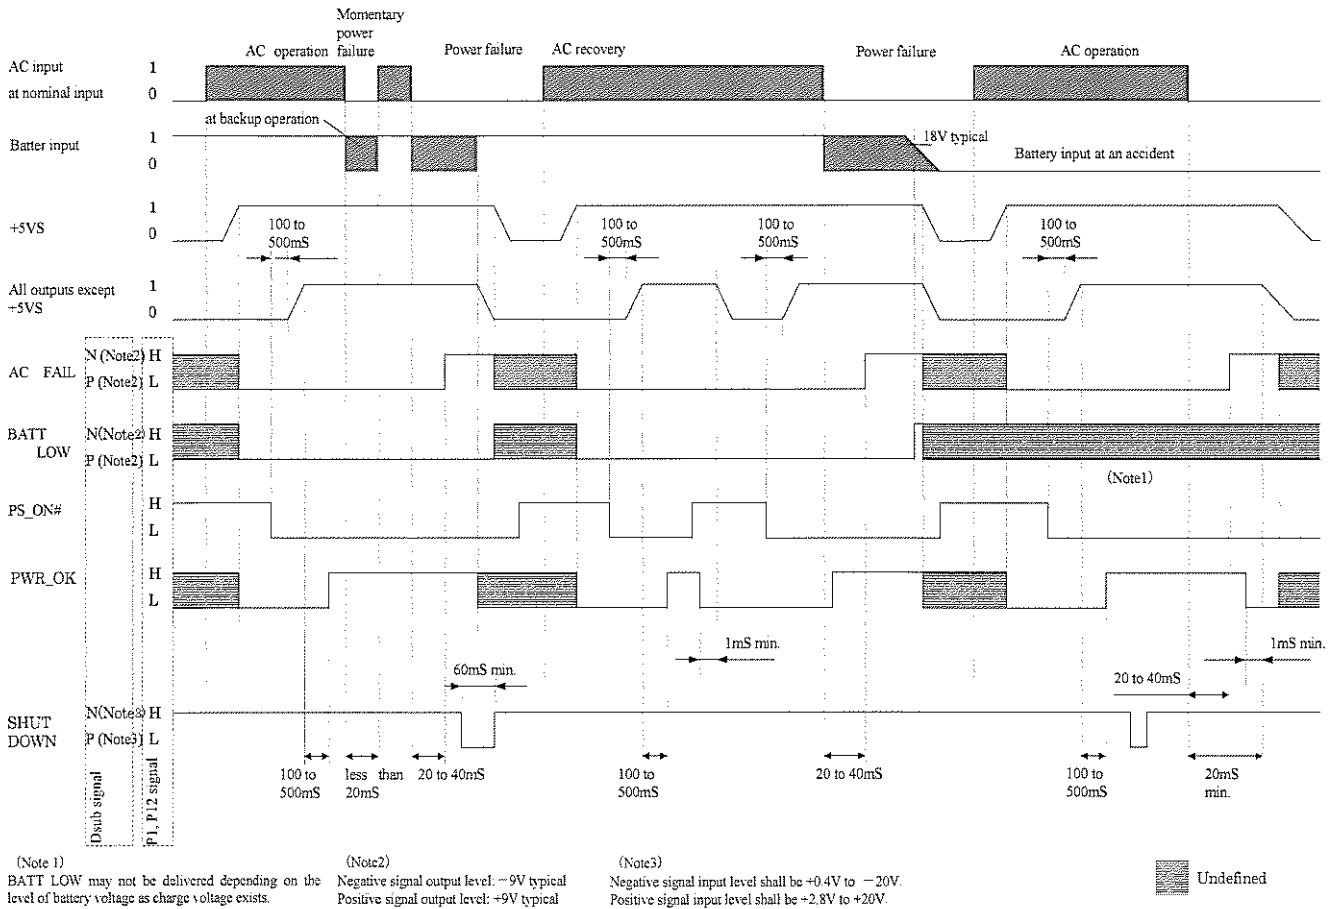 Momentary
power
failure
AC operation
Power failure
AC recovery
Power failure
AC operation
AC input
at nominal input
1
0
at backup operation
Batter input
1
0
18V typical
Battery input at an accident
+5VS
1
0
100 to
500mS
100 to
500mS
100 to
500mS
100 to
500mS
All outputs except
+5VS
1
0
AC FAIL
N (Note2) H
P (Note2) L
BATT
LOW
N(Note2) H
P (Note2) L
(Note1)
PS_ON#
H
L
PWR_OK
H
L
1mS min.
1mS min.
60mS min.
20 to 40mS
SHUT
DOWN
N(Note3) H
P (Note3) L
100 to
500mS
less than
20mS
20 to 40mS
100 to
500mS
20 to 40mS
100 to
500mS
20mS
min.
Dsub signal
P1, P12 signal
(Note 1)
BATT LOW may not be delivered depending on the
level of battery voltage as charge voltage exists.
(Note2)
Negative signal output level: −9V typical
Positive signal output level: +9V typical
(Note3)
Negative signal input level shall be +0.4V to −20V.
Positive signal input level shall be +2.8V to +20V.
Undefined